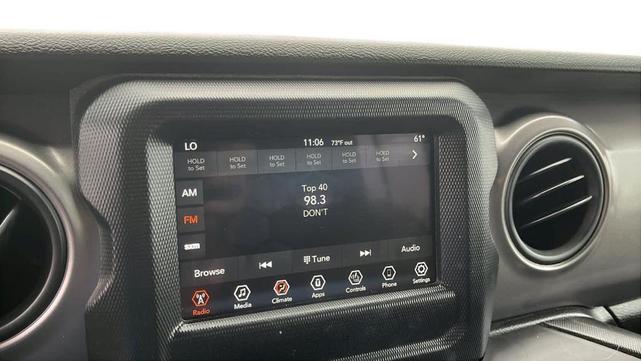 LO 11:06 73°F out 61°
HOLD to Set HOLD to Set HOLD to Set HOLD to Set HOLD to Set HOLD to Set
AM
Top 40
98.3
FM
DON'T
sxm
Browse Tune Audio
Radio Media Climate Apps Controls Phone Settings